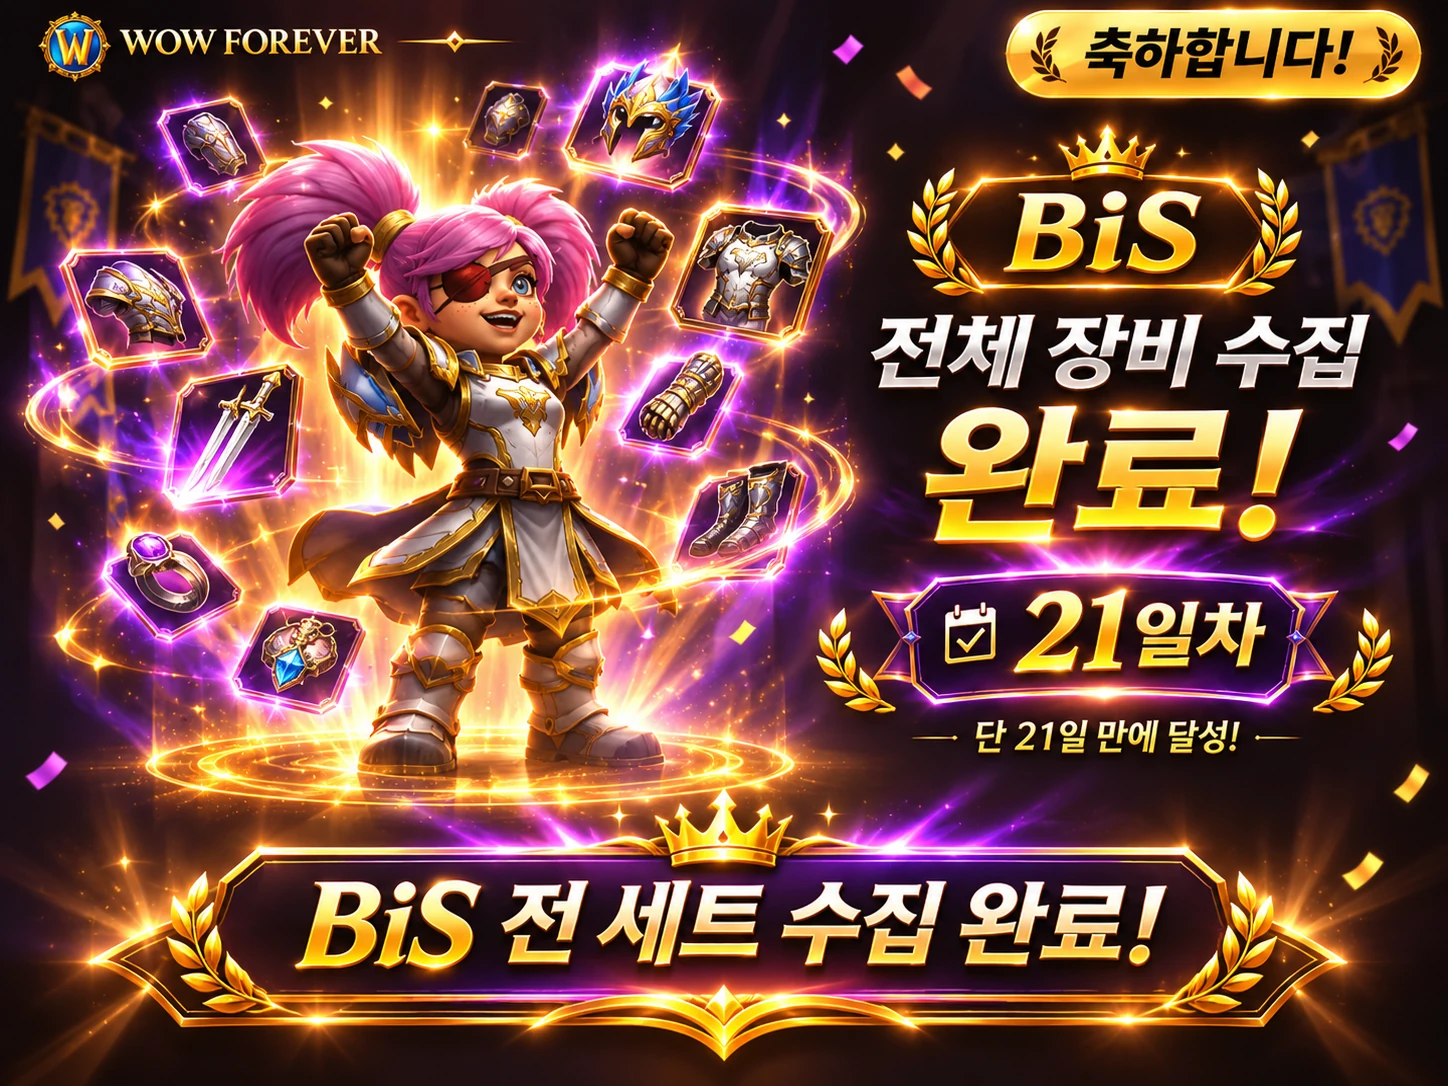 WOW FOREVER
축하합니다!
BiS
전체 장비 수집
완료!
21일차
단 21일 만에 달성!
BiS 전 세트 수집 완료!